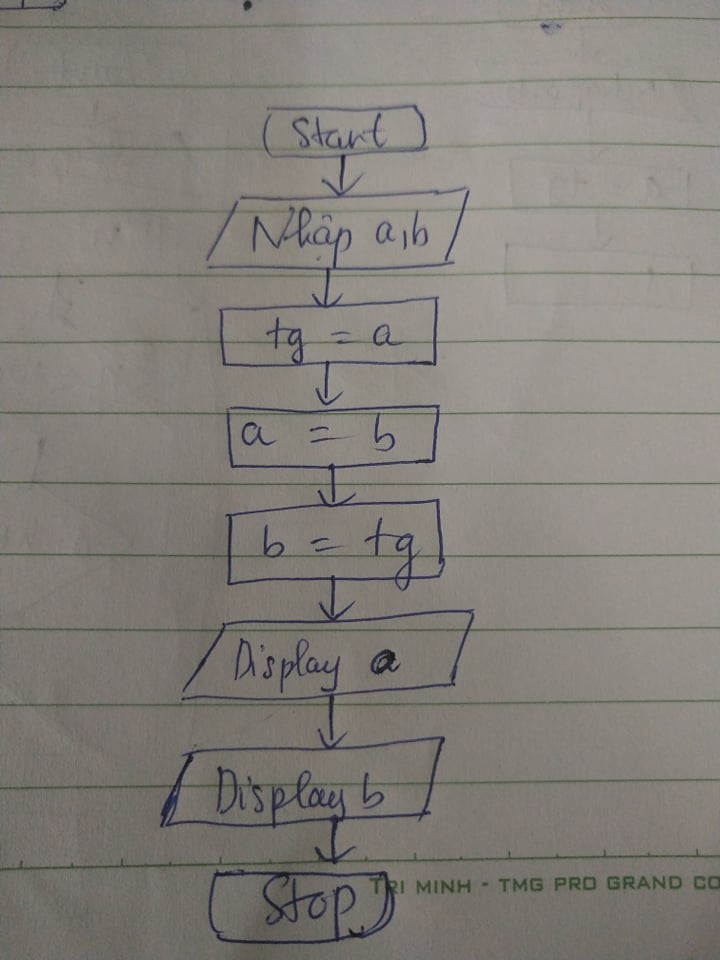 Start
Nhập a,b
tg = a
a = b
b = tg
Display a
Display b
Stop
TRI MINH - TMG PRO GRAND CO